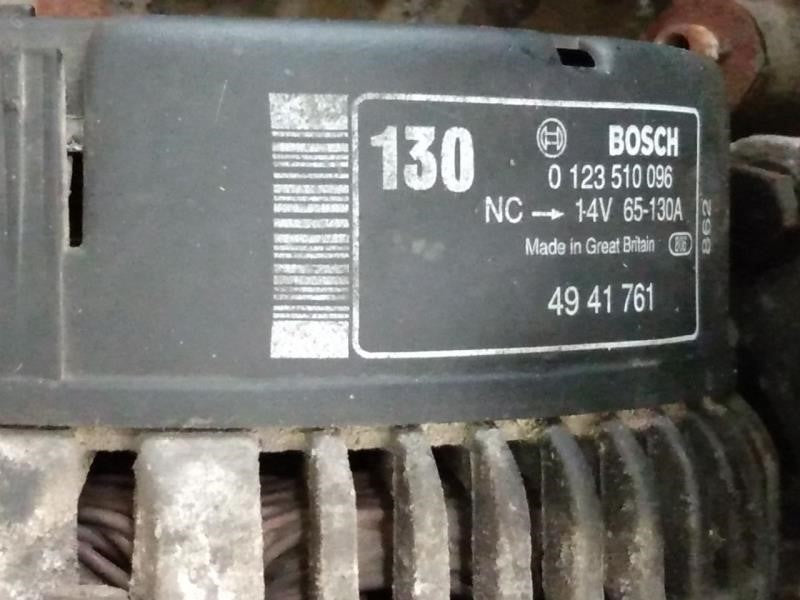 130
BOSCH
0 123 510 096
NC → 14V 65-130A
Made in Great Britain
49 41 761
862